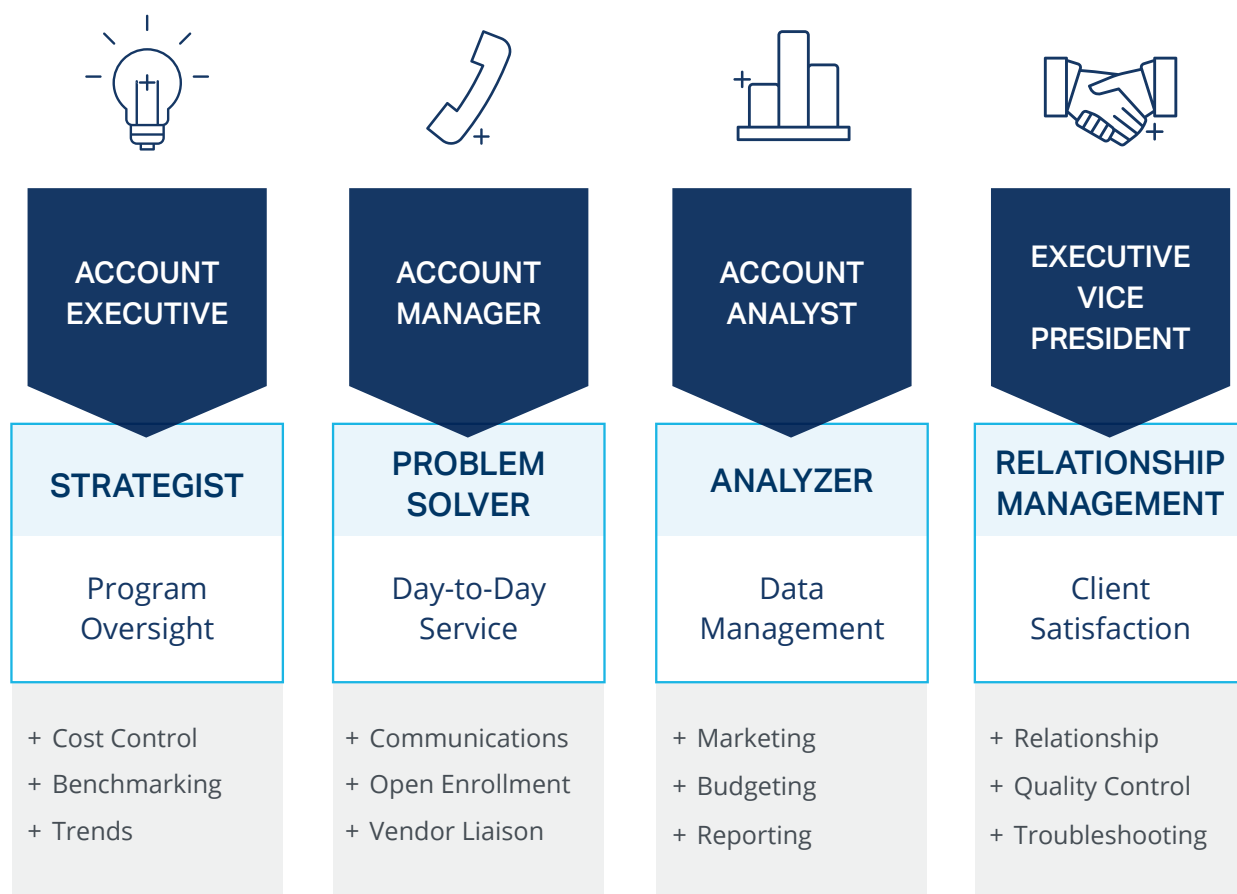 ACCOUNT
EXECUTIVE
STRATEGIST
Program
Oversight
+ Cost Control
+ Benchmarking
+ Trends
ACCOUNT
MANAGER
PROBLEM
SOLVER
Day-to-Day
Service
+ Communications
+ Open Enrollment
+ Vendor Liaison
ACCOUNT
ANALYST
ANALYZER
Data
Management
+ Marketing
+ Budgeting
+ Reporting
EXECUTIVE
VICE
PRESIDENT
RELATIONSHIP
MANAGEMENT
Client
Satisfaction
+ Relationship
+ Quality Control
+ Troubleshooting